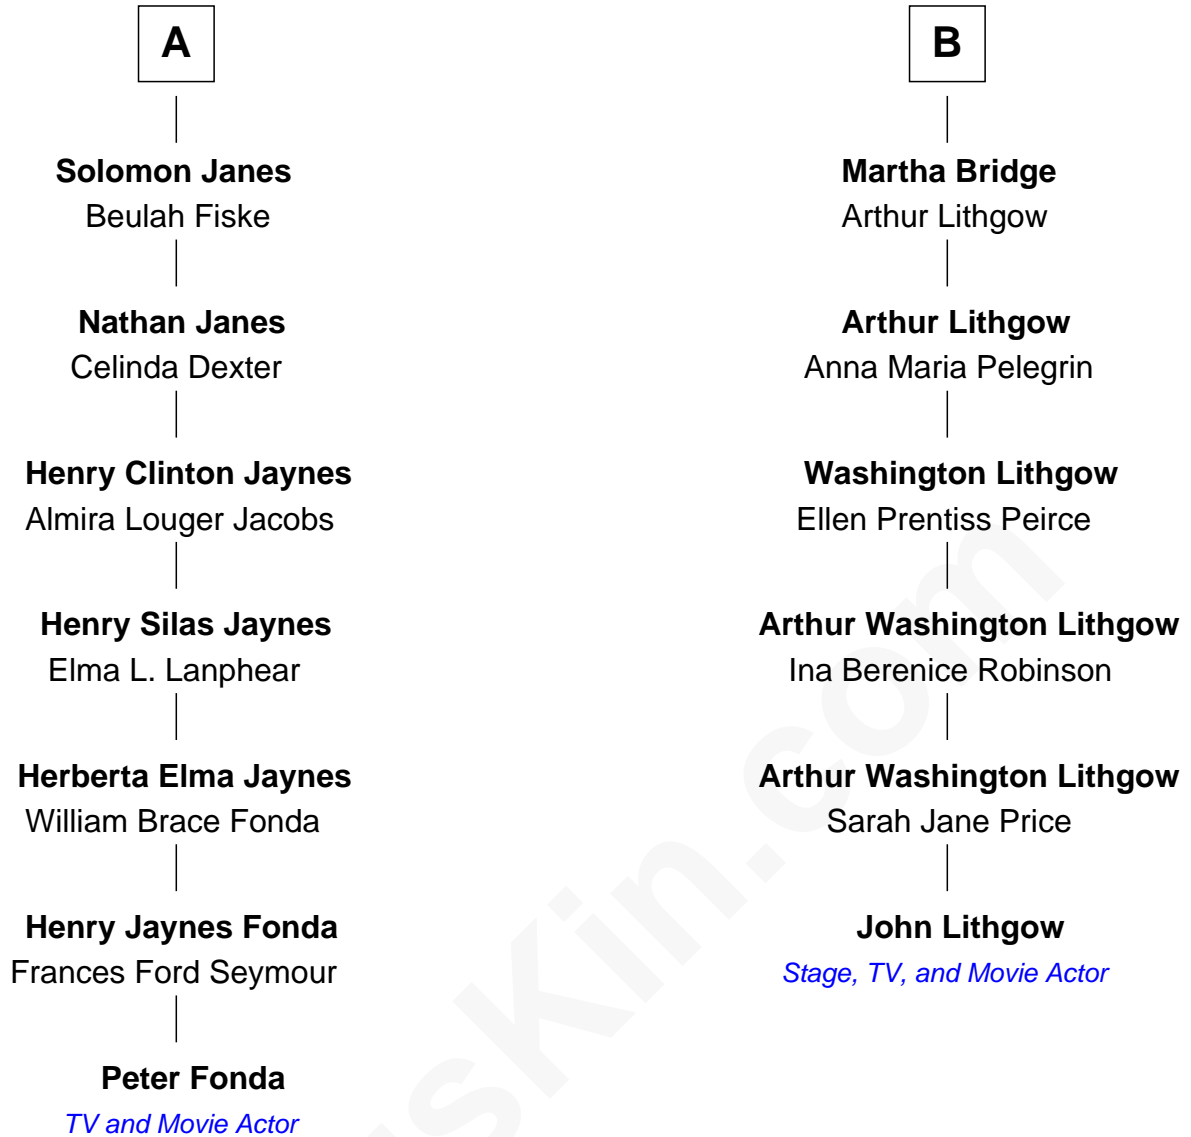 A
Solomon Janes
Beulah Fiske
Nathan Janes
Celinda Dexter
Henry Clinton Jaynes
Almira Louger Jacobs
Henry Silas Jaynes
Elma L. Lanphear
Herberta Elma Jaynes
William Brace Fonda
Henry Jaynes Fonda
Frances Ford Seymour
Peter Fonda
TV and Movie Actor
B
Martha Bridge
Arthur Lithgow
Arthur Lithgow
Anna Maria Pelegrin
Washington Lithgow
Ellen Prentiss Peirce
Arthur Washington Lithgow
Ina Berenice Robinson
Arthur Washington Lithgow
Sarah Jane Price
John Lithgow
Stage, TV, and Movie Actor
sKin.com